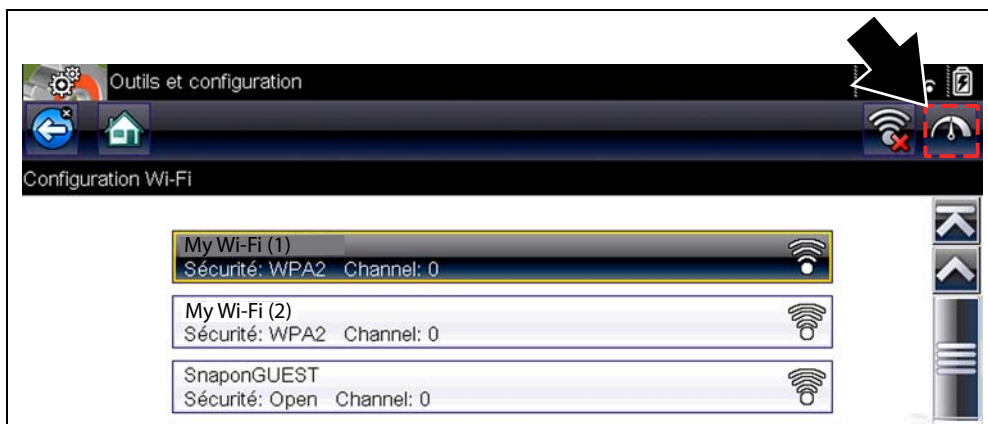 Outils et configuration
Configuration Wi-Fi
My Wi-Fi (1)
Sécurité: WPA2 Channel: 0
My Wi-Fi (2)
Sécurité: WPA2 Channel: 0
SnaponGUEST
Sécurité: Open Channel: 0